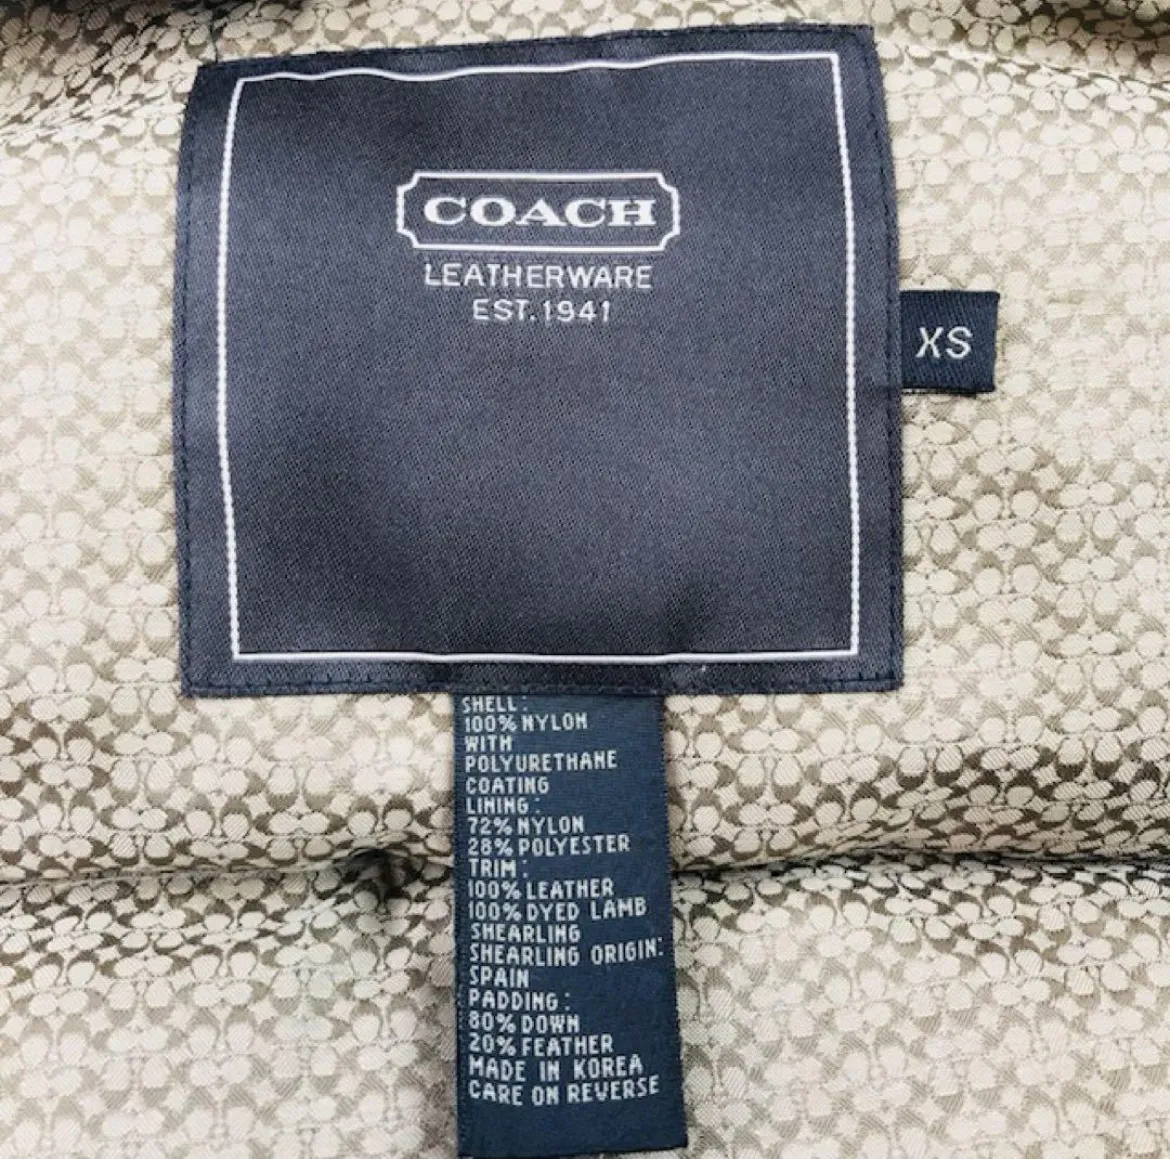 COACH
LEATHERWARE
EST. 1941
XS
SHELL:
100% NYLON
WITH
POLYURETHANE
COATING
LINING:
72% NYLON
28% POLYESTER
TRIM:
100% LEATHER
100% DYED LAMB
SHEARLING
SHEARLING ORIGIN:
SPAIN
PADDING:
80% DOWN
20% FEATHER
MADE IN KOREA
CARE ON REVERSE